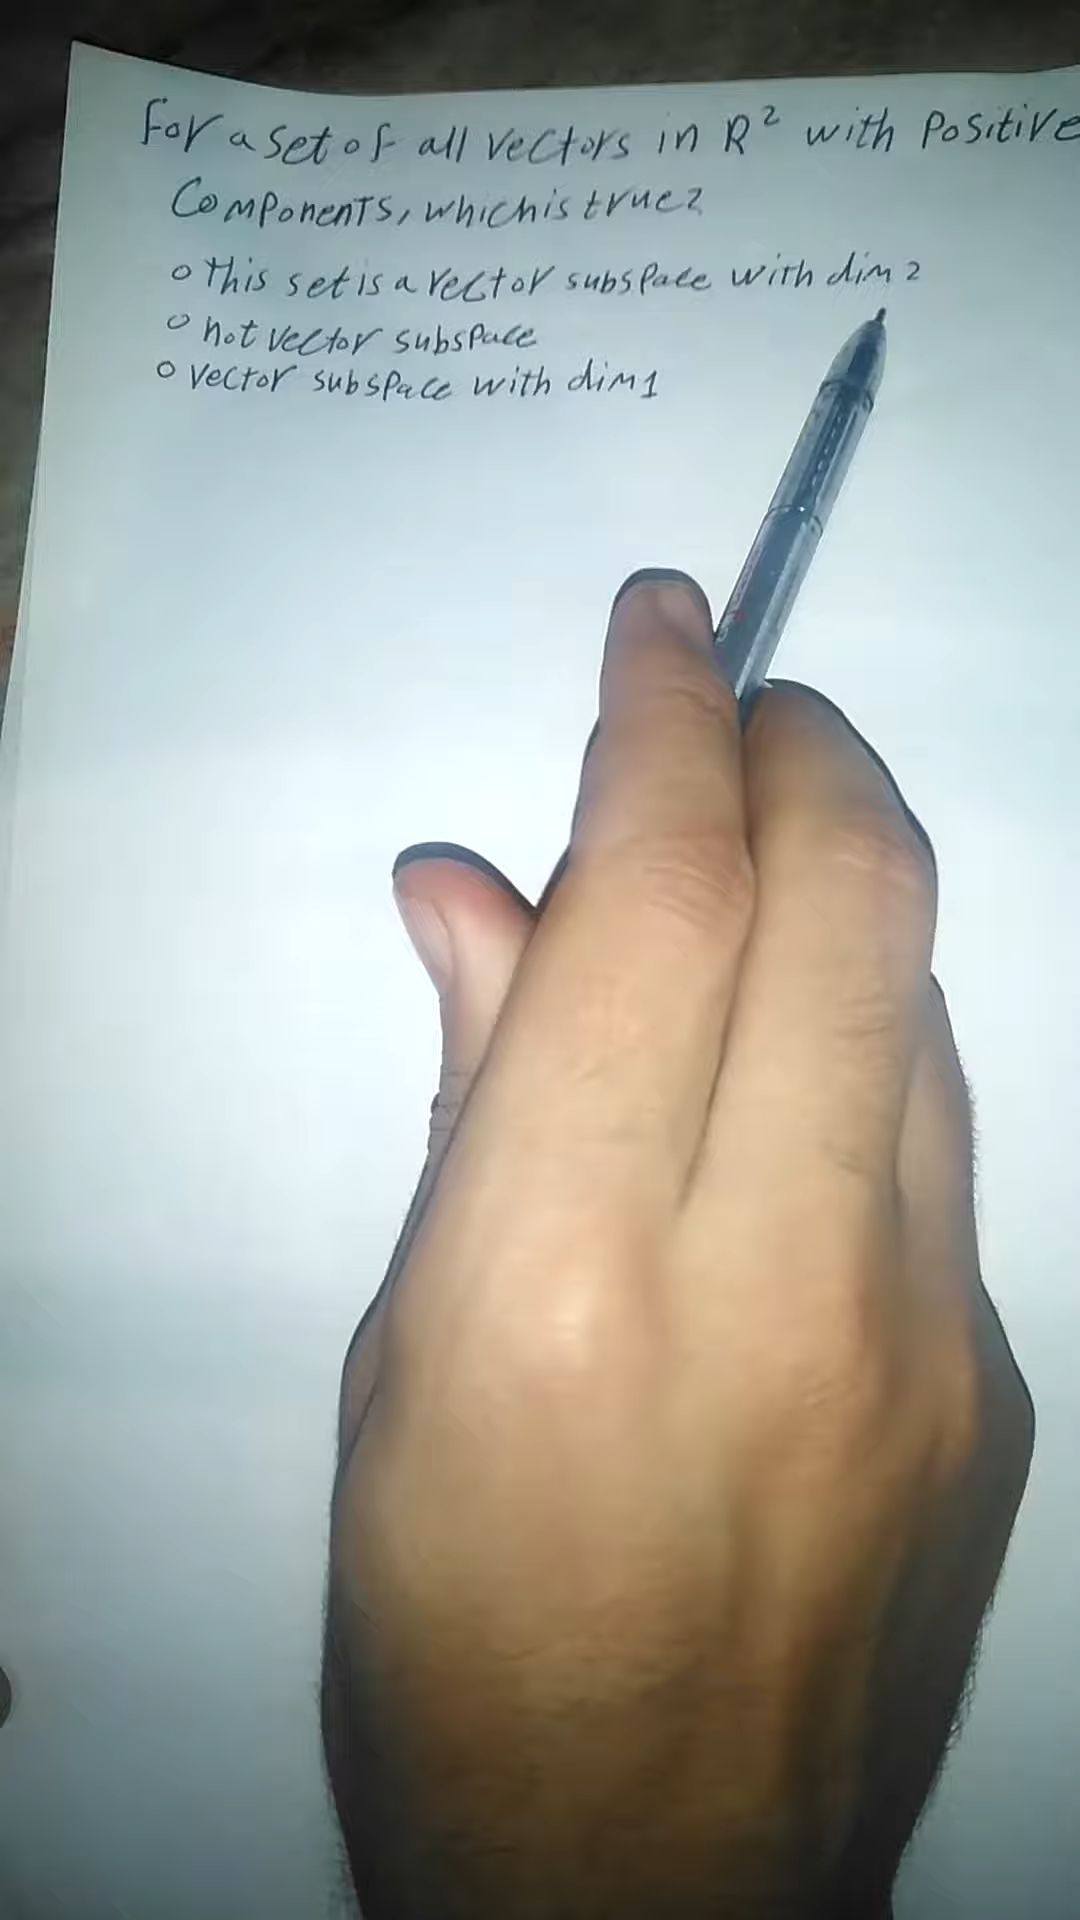 For a set of all vectors in R² with Positive
Components, which is true?
○ This set is a vector subspace with dim 2
○ not vector subspace
○ vector subspace with dim 1